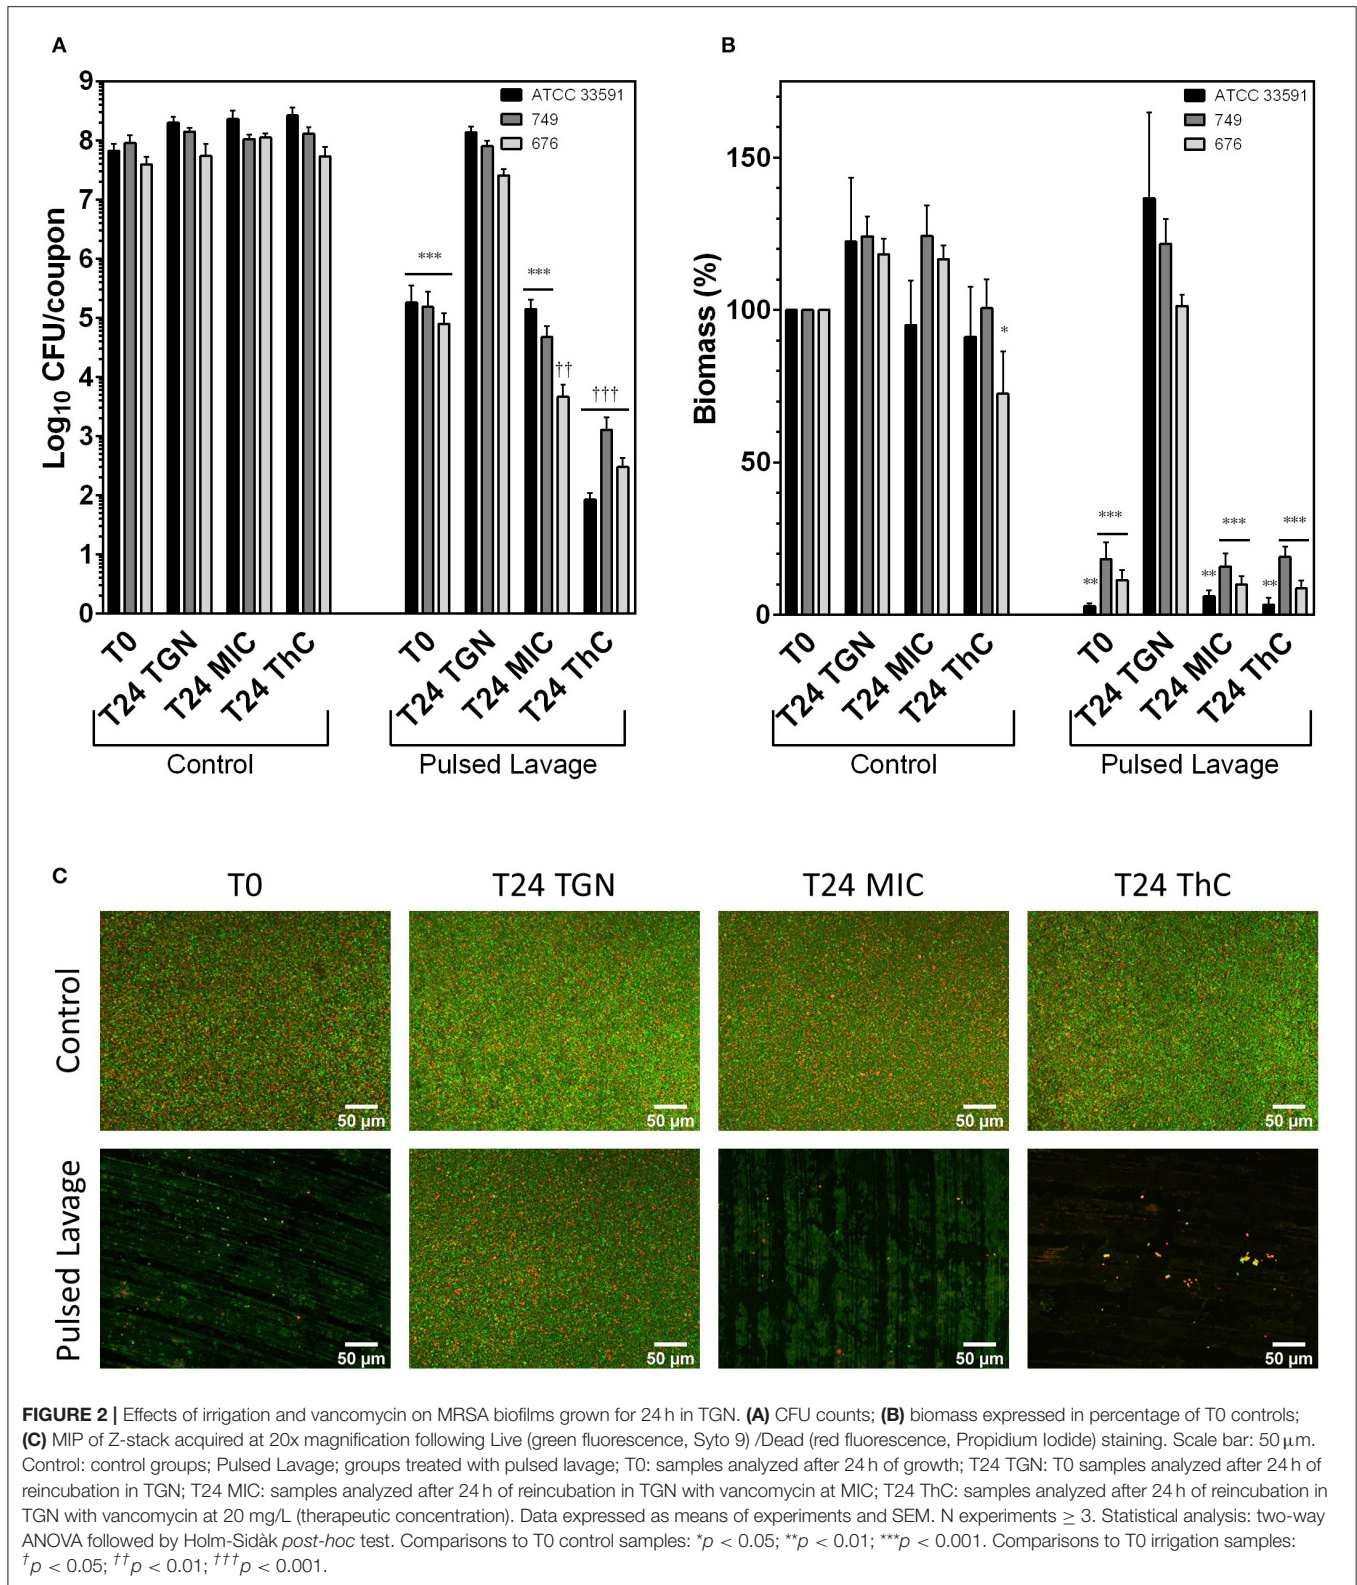 A
B
9
8
7
6
5
4
3
2
1
0
Log10 CFU/coupon
ATCC 33591
749
676
***
***
††
†††
T0
T24 TGN
T24 MIC
T24 ThC
T0
T24 TGN
T24 MIC
T24 ThC
Control
Pulsed Lavage
150
100
50
0
Biomass (%)
ATCC 33591
749
676
*
**
***
**
***
**
***
T0
T24 TGN
T24 MIC
T24 ThC
T0
T24 TGN
T24 MIC
T24 ThC
Control
Pulsed Lavage
C
T0
T24 TGN
T24 MIC
T24 ThC
Control
50 µm
50 µm
50 µm
50 µm
Pulsed Lavage
50 µm
50 µm
50 µm
50 µm
FIGURE 2 | Effects of irrigation and vancomycin on MRSA biofilms grown for 24 h in TGN. (A) CFU counts; (B) biomass expressed in percentage of T0 controls;
(C) MIP of Z-stack acquired at 20x magnification following Live (green fluorescence, Syto 9) /Dead (red fluorescence, Propidium Iodide) staining. Scale bar: 50 µm.
Control: control groups; Pulsed Lavage; groups treated with pulsed lavage; T0: samples analyzed after 24 h of growth; T24 TGN: T0 samples analyzed after 24 h of
reincubation in TGN; T24 MIC: samples analyzed after 24 h of reincubation in TGN with vancomycin at MIC; T24 ThC: samples analyzed after 24 h of reincubation in
TGN with vancomycin at 20 mg/L (therapeutic concentration). Data expressed as means of experiments and SEM. N experiments ≥ 3. Statistical analysis: two-way
ANOVA followed by Holm-Sidàk post-hoc test. Comparisons to T0 control samples: *p < 0.05; **p < 0.01; ***p < 0.001. Comparisons to T0 irrigation samples:
†p < 0.05; ††p < 0.01; †††p < 0.001.